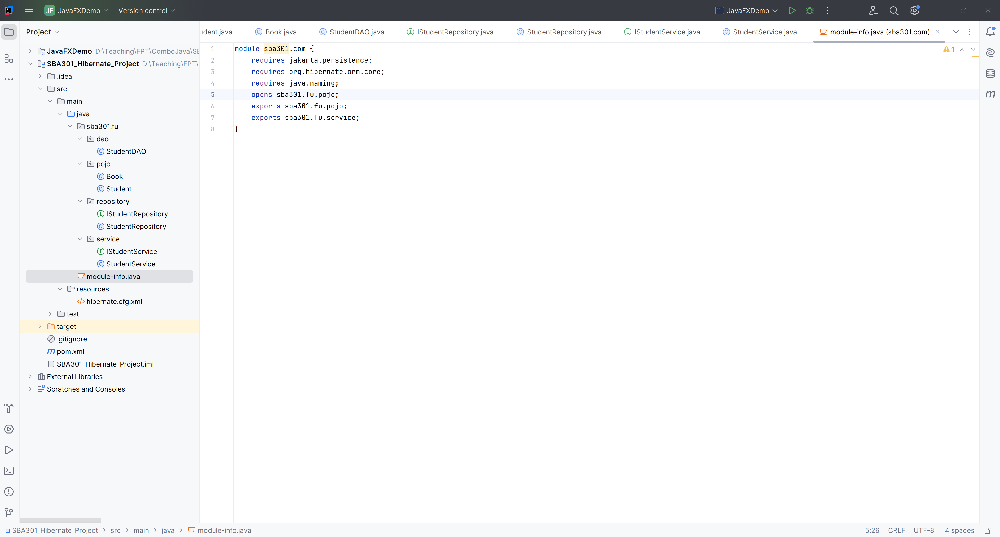 JF JavaFXDemo Version control JavaFXDemo
Project
dent.java Book.java StudentDAO.java IStudentRepository.java StudentRepository.java IStudentService.java StudentService.java module-info.java (sba301.com)
JavaFXDemo D:\Teaching\FPT\ComboJava\SE
SBA301_Hibernate_Project D:\Teaching\FPT\
.idea
src
main
java
sba301.fu
dao
StudentDAO
pojo
Book
Student
repository
IStudentRepository
StudentRepository
service
IStudentService
StudentService
module-info.java
resources
hibernate.cfg.xml
test
target
.gitignore
pom.xml
SBA301_Hibernate_Project.iml
External Libraries
Scratches and Consoles
1 module sba301.com {
2 requires jakarta.persistence;
3 requires org.hibernate.orm.core;
4 requires java.naming;
5 opens sba301.fu.pojo;
6 exports sba301.fu.pojo;
7 exports sba301.fu.service;
8 }
1
SBA301_Hibernate_Project > src > main > java > module-info.java 5:26 CRLF UTF-8 4 spaces